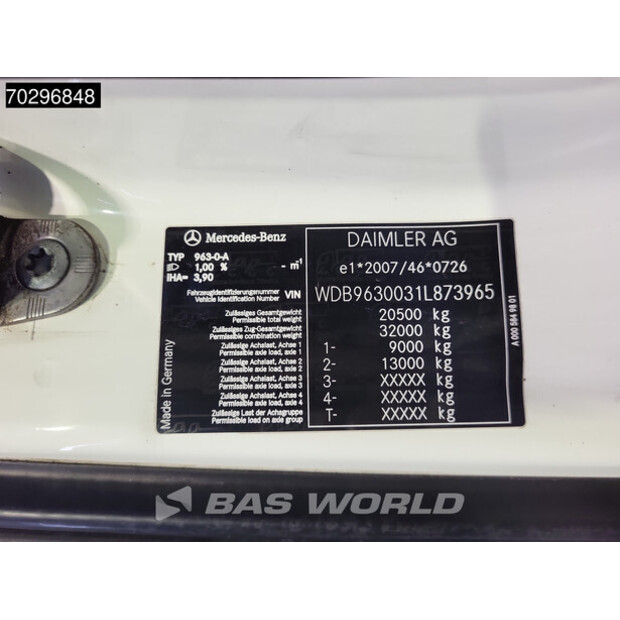 70296848
Mercedes-Benz
TYP 963-0-A
1,00 % - m⁻¹
iHA= 3,90
Fahrzeugidentifizierungsnummer
Vehicle Identification Number VIN
Zulässiges Gesamtgewicht
Permissible total weight
Zulässiges Zug-Gesamtgewicht
Permissible combination weight
Zulässige Achslast, Achse 1
Permissible axle load, axle 1
Zulässige Achslast, Achse 2
Permissible axle load, axle 2
Zulässige Achslast, Achse 3
Permissible axle load, axle 3
Zulässige Achslast, Achse 4
Permissible axle load, axle 4
Zulässige Last der Achsgruppe
Permissible load on axle group
Made in Germany
DAIMLER AG
e1*2007/46*0726
WDB9630031L873965
20500 kg
32000 kg
1- 9000 kg
2- 13000 kg
3- XXXXX kg
4- XXXXX kg
T- XXXXX kg
A 000 584 98 01
BAS WORLD